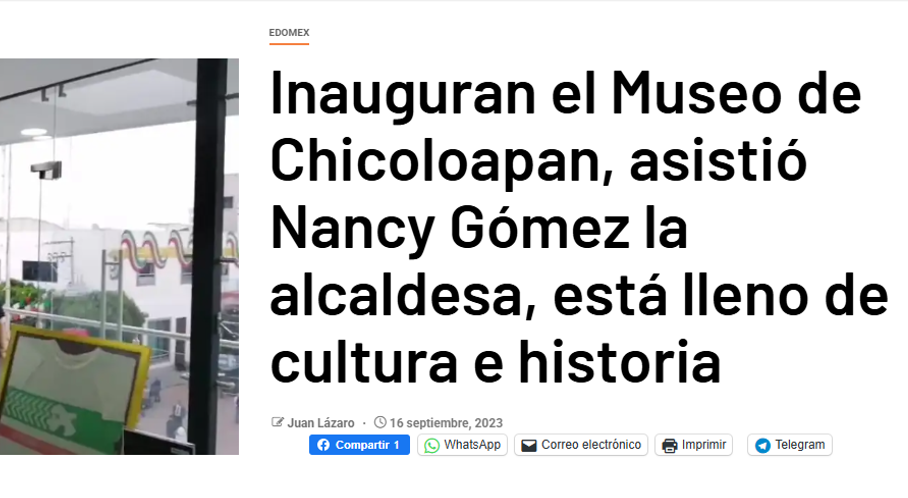 EDOMEX
Inauguran el Museo de
Chicoloapan, asistió
Nancy Gómez la
alcaldesa, está lleno de
cultura e historia
Juan Lázaro · 16 septiembre, 2023
Compartir 1 WhatsApp Correo electrónico Imprimir Telegram